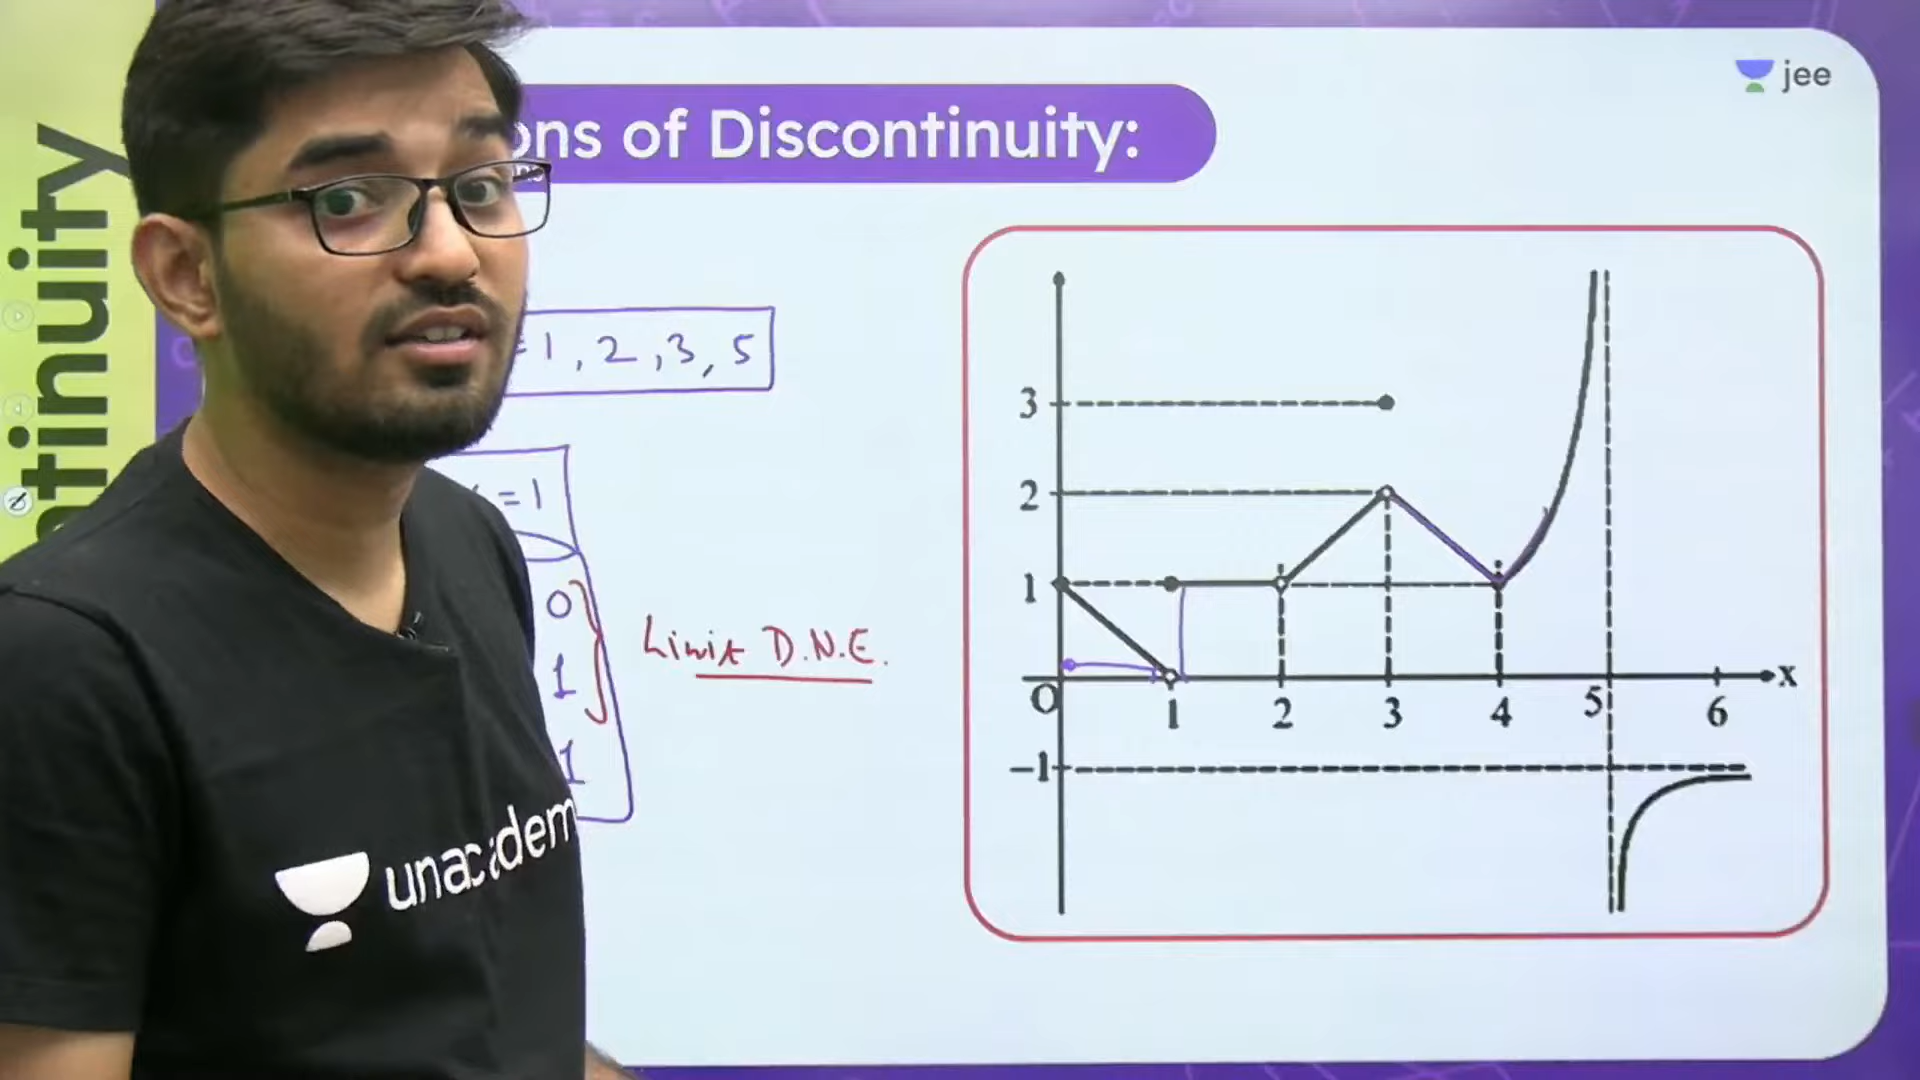 jee
ons of Discontinuity:
tinuity
=1, 2, 3, 5
=1
0
1
1
Limit D.N.E.
3
2
1
O
1 2 3 4 5 6
x
-1
unacadem